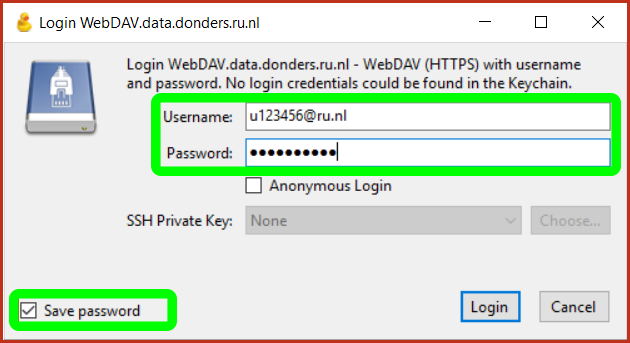 Login WebDAV.data.donders.ru.nl
Login WebDAV.data.donders.ru.nl - WebDAV (HTTPS) with username
and password. No login credentials could be found in the Keychain.
Username: u123456@ru.nl
Password: ●●●●●●●●●●
Anonymous Login
SSH Private Key: None Choose...
Save password Login Cancel